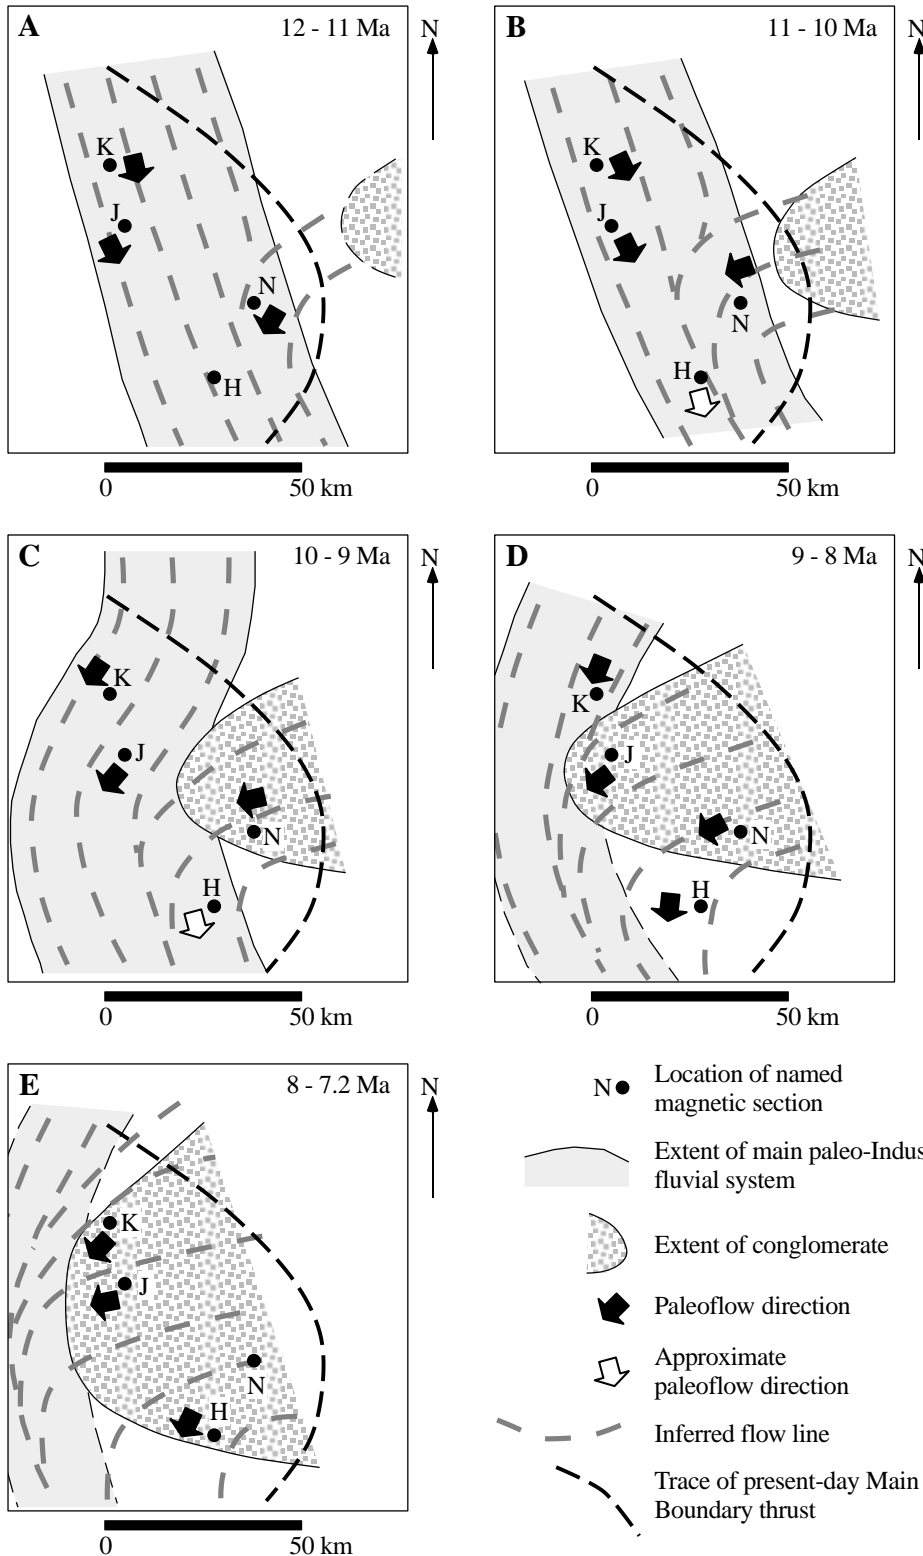 A 12 - 11 Ma N
K
J
N
H
0 50 km
B 11 - 10 Ma N
K
J
N
H
0 50 km
C 10 - 9 Ma N
K
J
N
H
0 50 km
D 9 - 8 Ma N
K
J
N
H
0 50 km
E 8 - 7.2 Ma N
K
J
N
H
0 50 km
N Location of named
magnetic section
Extent of main paleo-Indus
fluvial system
Extent of conglomerate
Paleoflow direction
Approximate
paleoflow direction
Inferred flow line
Trace of present-day Main
Boundary thrust